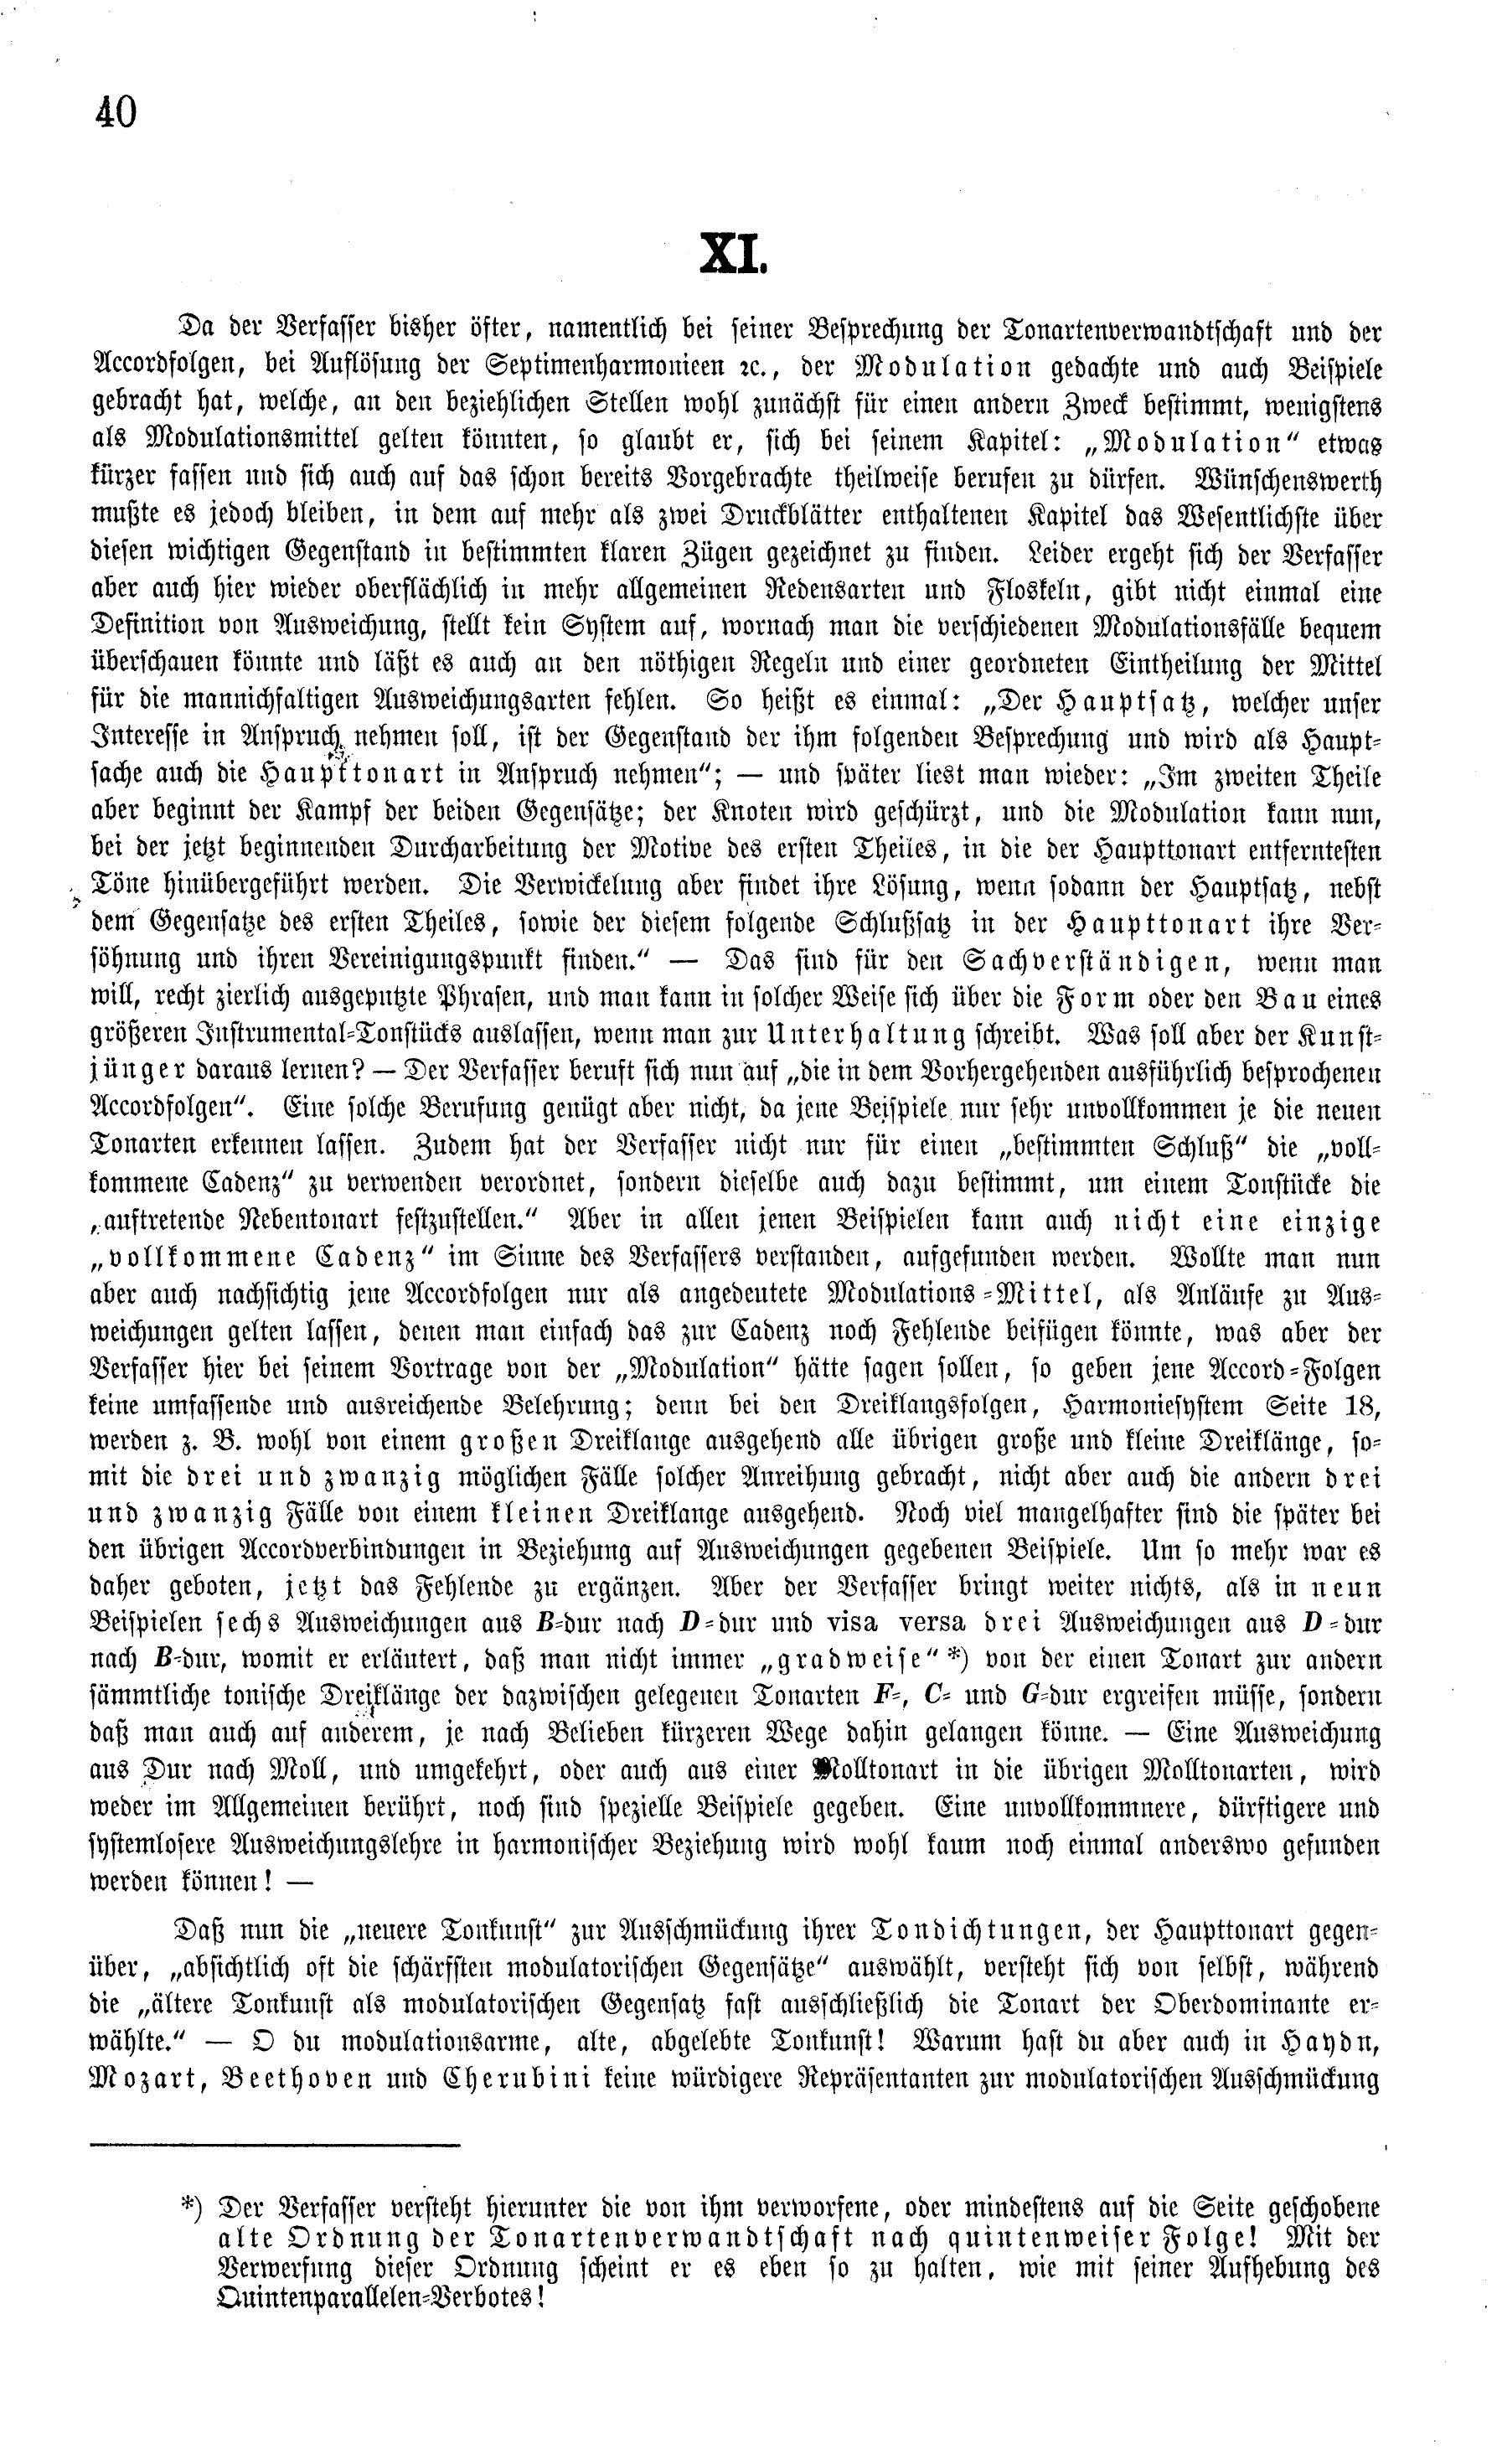 40
XI.
Da der Verfasser bisher öfter, namentlich bei seiner Besprechung der Tonartenverwandtschaft und der
Accordfolgen, bei Auflösung der Septimenharmonieen ꝛc., der Modulation gedachte und auch Beispiele
gebracht hat, welche, an den beziehlichen Stellen wohl zunächst für einen andern Zweck bestimmt, wenigstens
als Modulationsmittel gelten könnten, so glaubt er, sich bei seinem Kapitel: „Modulation“ etwas
kürzer fassen und sich auch auf das schon bereits Vorgebrachte theilweise berufen zu dürfen. Wünschenswerth
mußte es jedoch bleiben, in dem auf mehr als zwei Druckblätter enthaltenen Kapitel das Wesentlichste über
diesen wichtigen Gegenstand in bestimmten klaren Zügen gezeichnet zu finden. Leider ergeht sich der Verfasser
aber auch hier wieder oberflächlich in mehr allgemeinen Redensarten und Floskeln, gibt nicht einmal eine
Definition von Ausweichung, stellt kein System auf, wornach man die verschiedenen Modulationsfälle bequem
überschauen könnte und läßt es auch an den nöthigen Regeln und einer geordneten Eintheilung der Mittel
für die mannichfaltigen Ausweichungsarten fehlen. So heißt es einmal: „Der Hauptsatz, welcher unser
Interesse in Anspruch nehmen soll, ist der Gegenstand der ihm folgenden Besprechung und wird als Haupt-
sache auch die Haupttonart in Anspruch nehmen“; — und später liest man wieder: „Im zweiten Theile
aber beginnt der Kampf der beiden Gegensätze; der Knoten wird geschürzt, und die Modulation kann nun,
bei der jetzt beginnenden Durcharbeitung der Motive des ersten Theiles, in die der Haupttonart entferntesten
Töne hinübergeführt werden. Die Verwickelung aber findet ihre Lösung, wenn sodann der Hauptsatz, nebst
dem Gegensatze des ersten Theiles, sowie der diesem folgende Schlußsatz in der Haupttonart ihre Ver-
söhnung und ihren Vereinigungspunkt finden.“ — Das sind für den Sachverständigen, wenn man
will, recht zierlich ausgeputzte Phrasen, und man kann in solcher Weise sich über die Form oder den Bau eines
größeren Instrumental-Tonstücks auslassen, wenn man zur Unterhaltung schreibt. Was soll aber der Kunst-
jünger daraus lernen? — Der Verfasser beruft sich nun auf „die in dem Vorhergehenden ausführlich besprochenen
Accordfolgen“. Eine solche Berufung genügt aber nicht, da jene Beispiele nur sehr unvollkommen je die neuen
Tonarten erkennen lassen. Zudem hat der Verfasser nicht nur für einen „bestimmten Schluß“ die „voll-
kommene Cadenz“ zu verwenden verordnet, sondern dieselbe auch dazu bestimmt, um einem Tonstücke die
„auftretende Nebentonart festzustellen.“ Aber in allen jenen Beispielen kann auch nicht eine einzige
„vollkommene Cadenz“ im Sinne des Verfassers verstanden, aufgefunden werden. Wollte man nun
aber auch nachsichtig jene Accordfolgen nur als angedeutete Modulations-Mittel, als Anläufe zu Aus-
weichungen gelten lassen, denen man einfach das zur Cadenz noch Fehlende beifügen könnte, was aber der
Verfasser hier bei seinem Vortrage von der „Modulation“ hätte sagen sollen, so geben jene Accord-Folgen
keine umfassende und ausreichende Belehrung; denn bei den Dreiklangsfolgen, Harmoniesystem Seite 18,
werden z. B. wohl von einem großen Dreiklange ausgehend alle übrigen große und kleine Dreiklänge, so-
mit die drei und zwanzig möglichen Fälle solcher Anreihung gebracht, nicht aber auch die andern drei
und zwanzig Fälle von einem kleinen Dreiklange ausgehend. Noch viel mangelhafter sind die später bei
den übrigen Accordverbindungen in Beziehung auf Ausweichungen gegebenen Beispiele. Um so mehr war es
daher geboten, jetzt das Fehlende zu ergänzen. Aber der Verfasser bringt weiter nichts, als in neun
Beispielen sechs Ausweichungen aus B-dur nach D-dur und visa versa drei Ausweichungen aus D-dur
nach B-dur, womit er erläutert, daß man nicht immer „gradweise“*) von der einen Tonart zur andern
sämmtliche tonische Dreiklänge der dazwischen gelegenen Tonarten F-, C- und G-dur ergreifen müsse, sondern
daß man auch auf anderem, je nach Belieben kürzeren Wege dahin gelangen könne. — Eine Ausweichung
aus Dur nach Moll, und umgekehrt, oder auch aus einer Molltonart in die übrigen Molltonarten, wird
weder im Allgemeinen berührt, noch sind spezielle Beispiele gegeben. Eine unvollkommnere, dürftigere und
systemlosere Ausweichungslehre in harmonischer Beziehung wird wohl kaum noch einmal anderswo gefunden
werden können! —
Daß nun die „neuere Tonkunst“ zur Ausschmückung ihrer Tondichtungen, der Haupttonart gegen-
über, „absichtlich oft die schärfsten modulatorischen Gegensätze“ auswählt, versteht sich von selbst, während
die „ältere Tonkunst als modulatorischen Gegensatz fast ausschließlich die Tonart der Oberdominante er-
wählte.“ — O du modulationsarme, alte, abgelebte Tonkunst! Warum hast du aber auch in Haydn,
Mozart, Beethoven und Cherubini keine würdigere Repräsentanten zur modulatorischen Ausschmückung
*) Der Verfasser versteht hierunter die von ihm verworfene, oder mindestens auf die Seite geschobene
alte Ordnung der Tonartenverwandtschaft nach quintenweiser Folge! Mit der
Verwerfung dieser Ordnung scheint er es eben so zu halten, wie mit seiner Aufhebung des
Quintenparallelen-Verbotes!